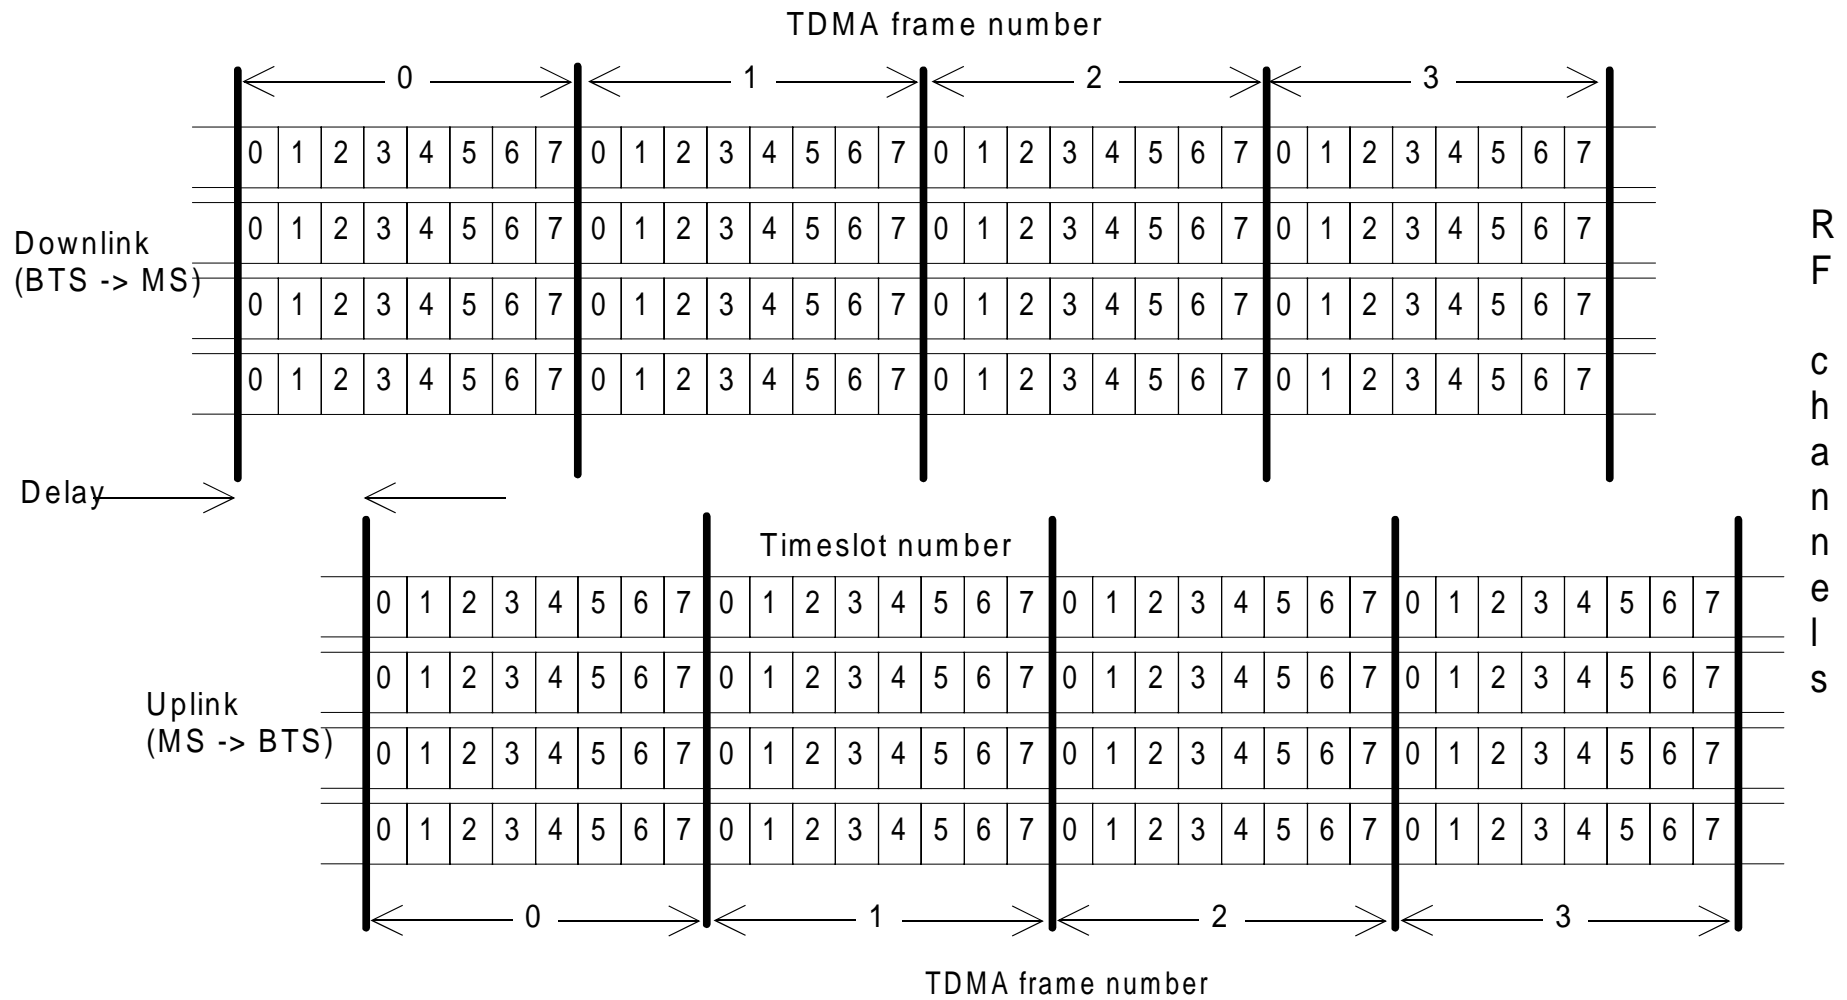 TDMA frame number
0 1 2 3
0 1 2 3 4 5 6 7 0 1 2 3 4 5 6 7 0 1 2 3 4 5 6 7 0 1 2 3 4 5 6 7
0 1 2 3 4 5 6 7 0 1 2 3 4 5 6 7 0 1 2 3 4 5 6 7 0 1 2 3 4 5 6 7
Downlink
(BTS -> MS)
0 1 2 3 4 5 6 7 0 1 2 3 4 5 6 7 0 1 2 3 4 5 6 7 0 1 2 3 4 5 6 7
0 1 2 3 4 5 6 7 0 1 2 3 4 5 6 7 0 1 2 3 4 5 6 7 0 1 2 3 4 5 6 7
Delay
Timeslot number
0 1 2 3 4 5 6 7 0 1 2 3 4 5 6 7 0 1 2 3 4 5 6 7 0 1 2 3 4 5 6 7
0 1 2 3 4 5 6 7 0 1 2 3 4 5 6 7 0 1 2 3 4 5 6 7 0 1 2 3 4 5 6 7
Uplink
(MS -> BTS)
0 1 2 3 4 5 6 7 0 1 2 3 4 5 6 7 0 1 2 3 4 5 6 7 0 1 2 3 4 5 6 7
0 1 2 3 4 5 6 7 0 1 2 3 4 5 6 7 0 1 2 3 4 5 6 7 0 1 2 3 4 5 6 7
0 1 2 3
TDMA frame number
RF channels